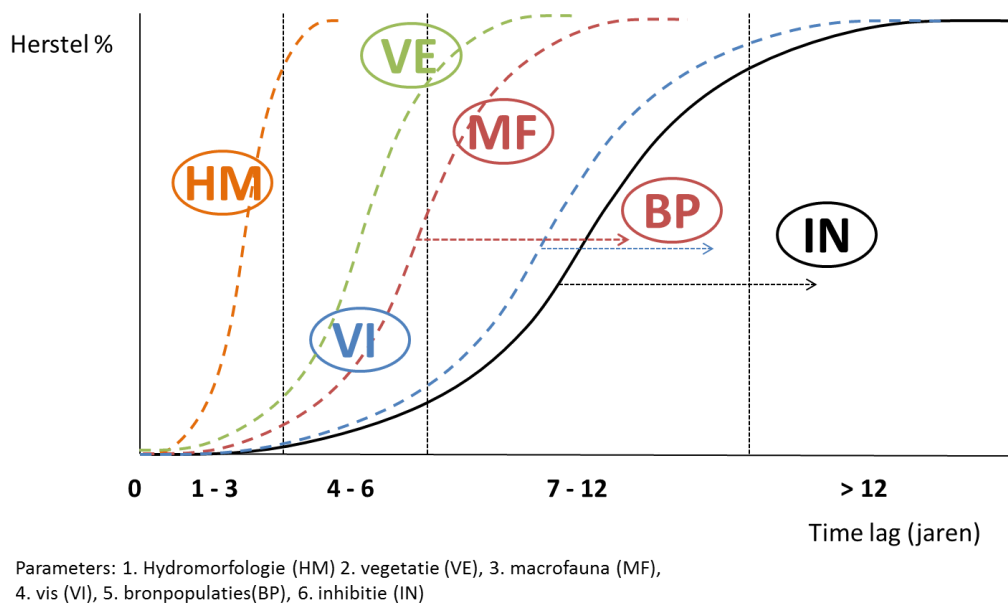 Herstel %
HM
VE
MF
VI
BP
IN
0 1 - 3 4 - 6 7 - 12 > 12
Time lag (jaren)
Parameters: 1. Hydromorfologie (HM) 2. vegetatie (VE), 3. macrofauna (MF),
4. vis (VI), 5. bronpopulaties(BP), 6. inhibitie (IN)